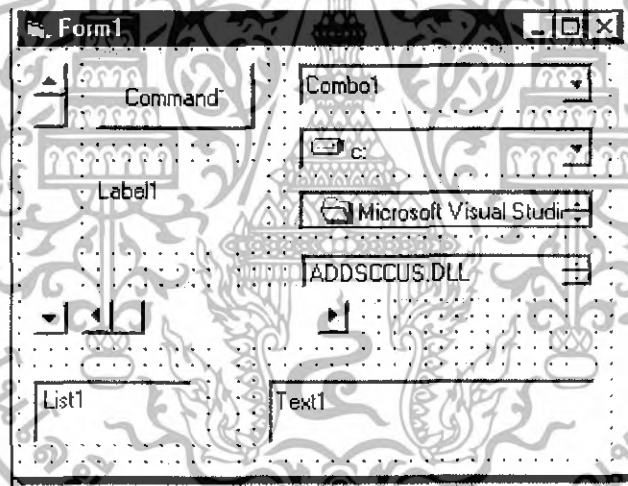 Form1
Command
Combo1
c:
Label1
Microsoft Visual Studi
ADDSCCUS.DLL
List1
Text1